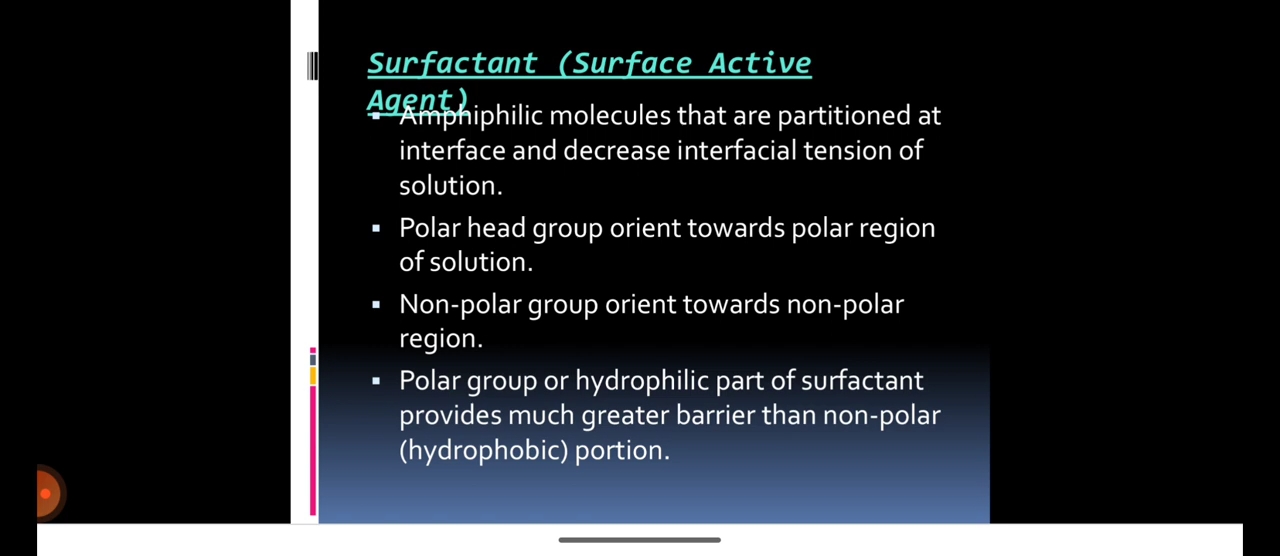 Surfactant (Surface Active
Agent)
▪ Amphiphilic molecules that are partitioned at
interface and decrease interfacial tension of
solution.
▪ Polar head group orient towards polar region
of solution.
▪ Non-polar group orient towards non-polar
region.
▪ Polar group or hydrophilic part of surfactant
provides much greater barrier than non-polar
(hydrophobic) portion.